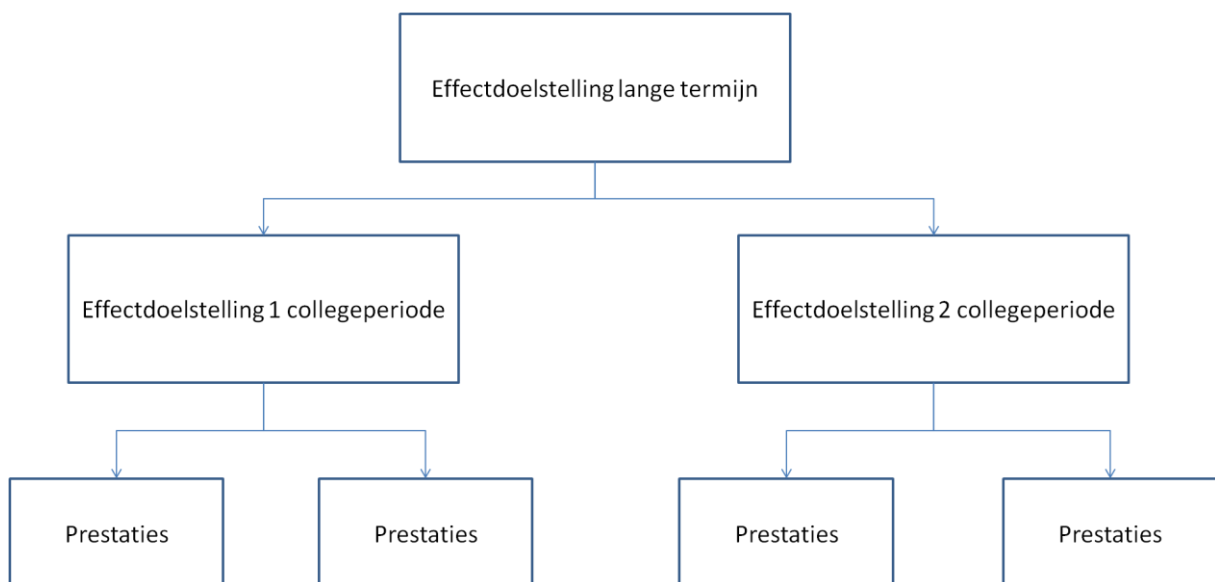 Effectdoelstelling lange termijn
Effectdoelstelling 1 collegeperiode
Effectdoelstelling 2 collegeperiode
Prestaties
Prestaties
Prestaties
Prestaties